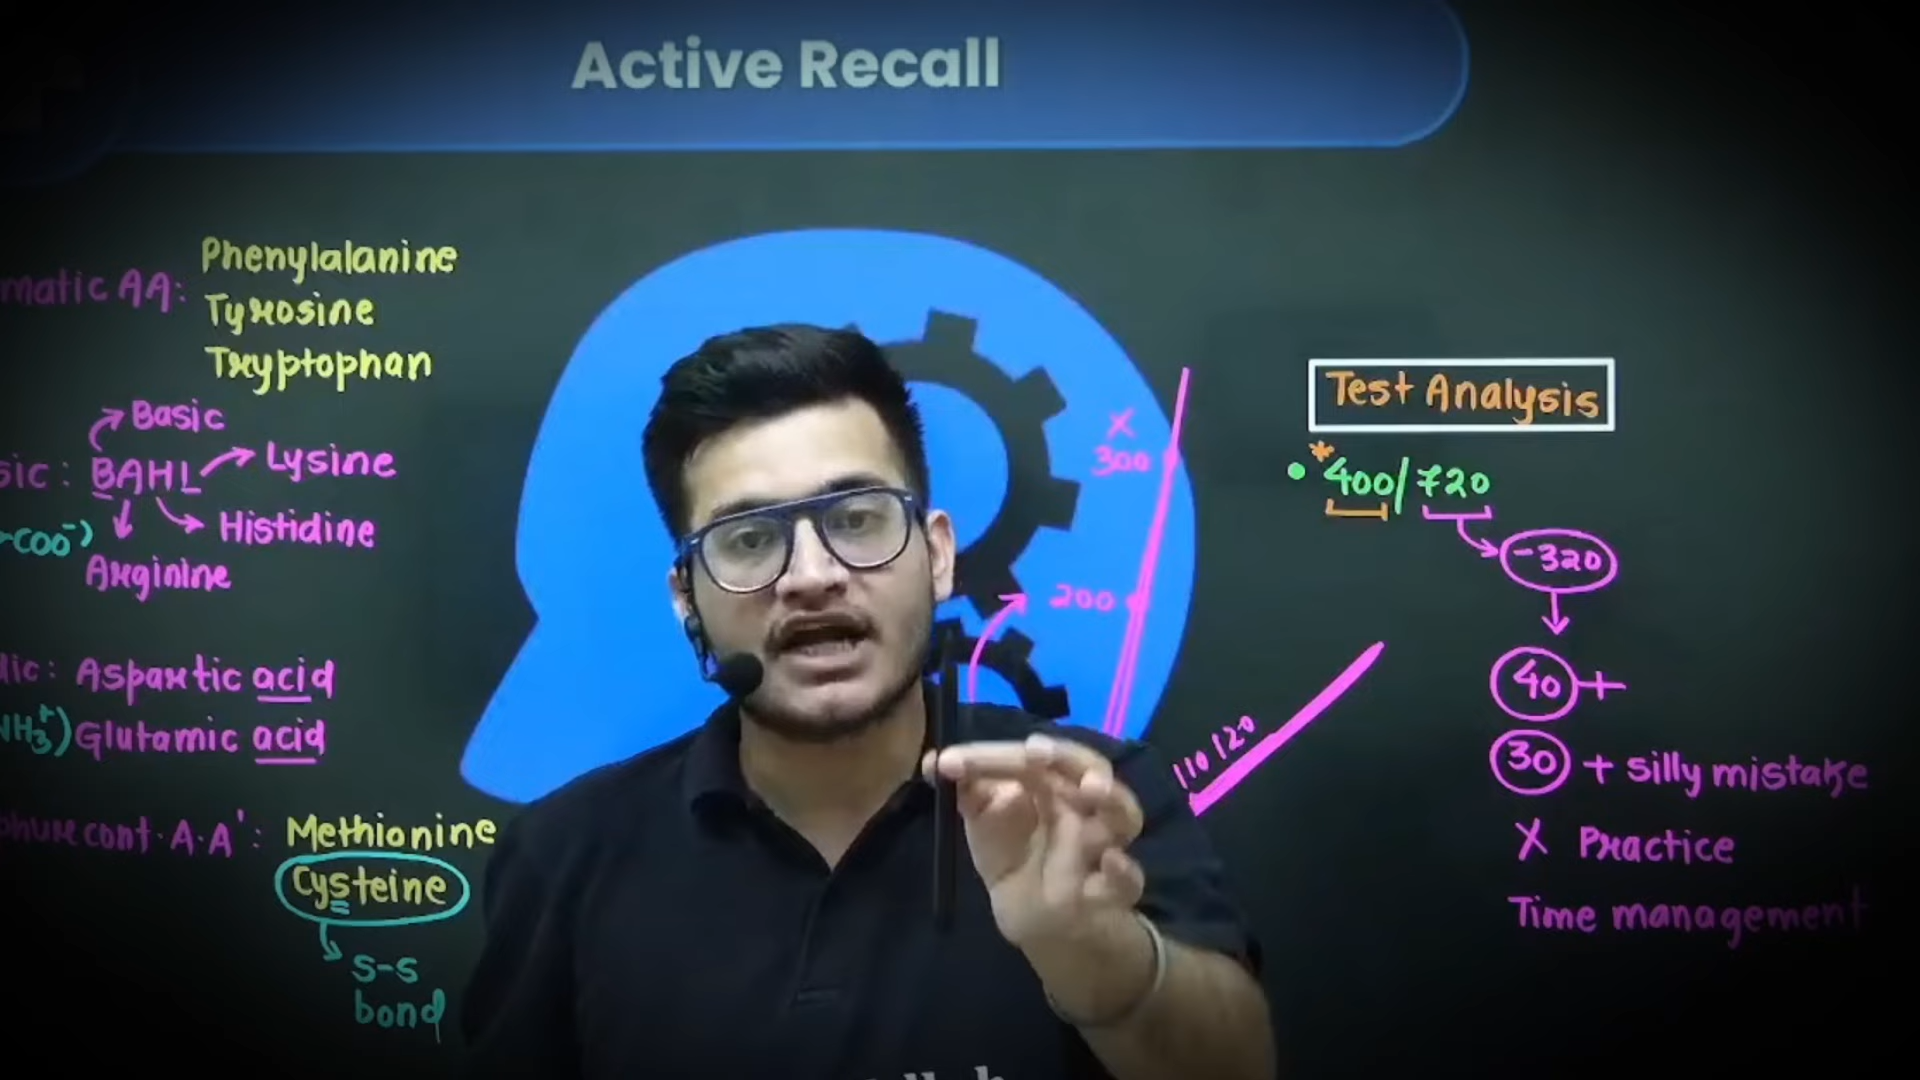 Active Recall
matic AA: Phenylalanine
Tyrosine
Tryptophan
Basic
sic: BAHL Lysine
Histidine
COO⁻)
Arginine
dic: Aspartic acid
NH₃⁺) Glutamic acid
phure cont. A.A': Methionine
Cysteine
S-S
bond
X
300
200
110 120
Test Analysis
* 400/720
-320
40 +
30 + silly mistake
X Practice
Time management